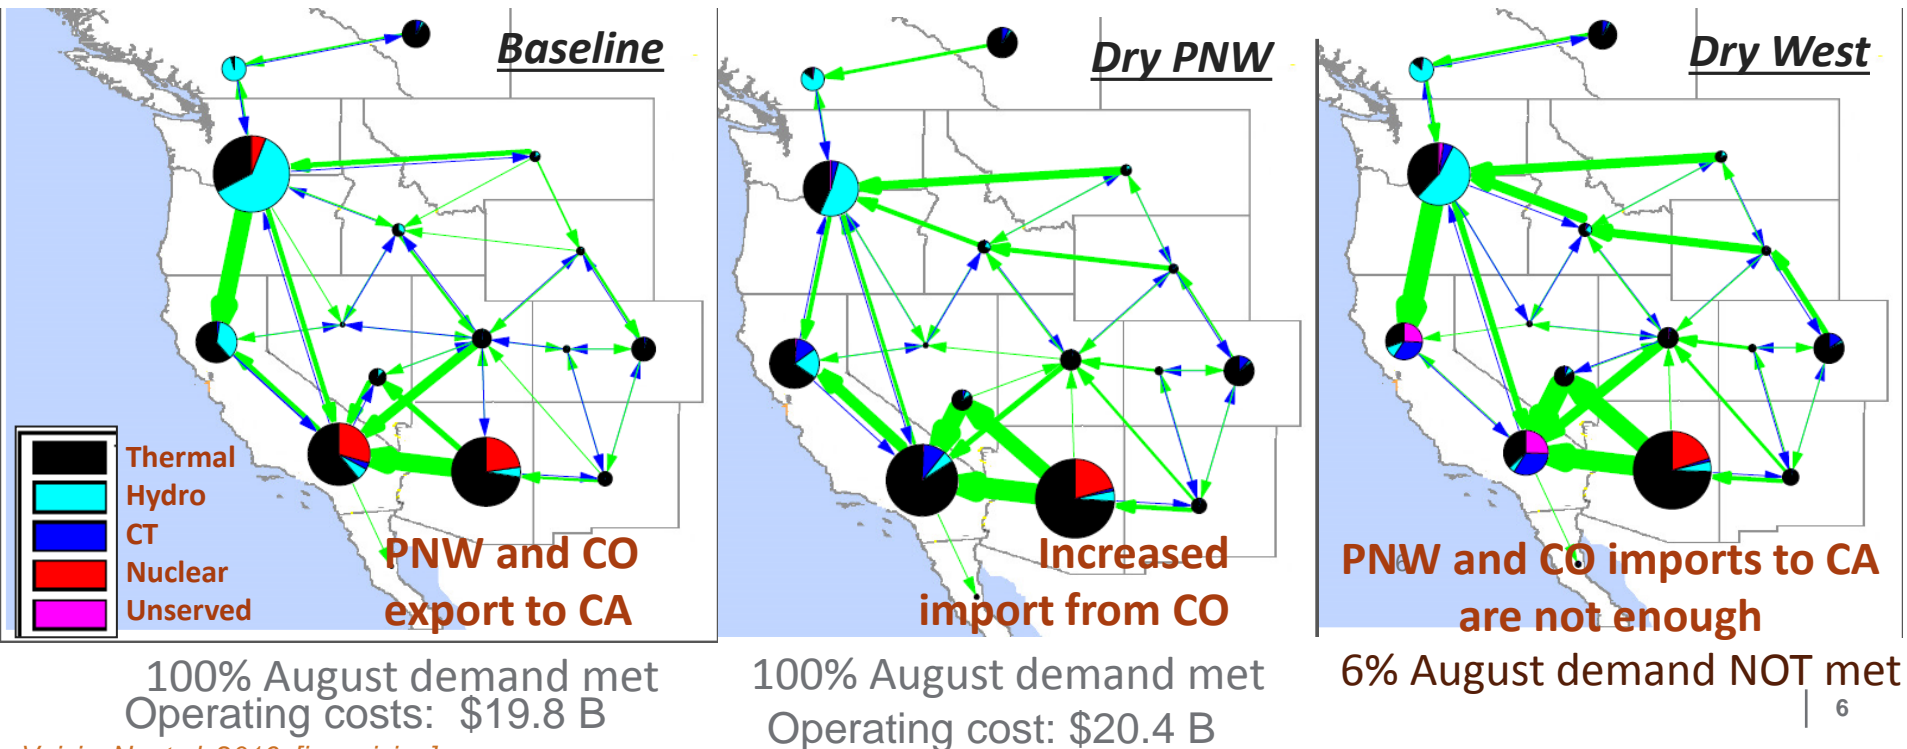 Baseline
Dry PNW
Dry West
Thermal
Hydro
CT
Nuclear
Unserved
PNW and CO
export to CA
Increased
import from CO
PNW and CO imports to CA
are not enough
100% August demand met
Operating costs: $19.8 B
100% August demand met
Operating cost: $20.4 B
6% August demand NOT met
6